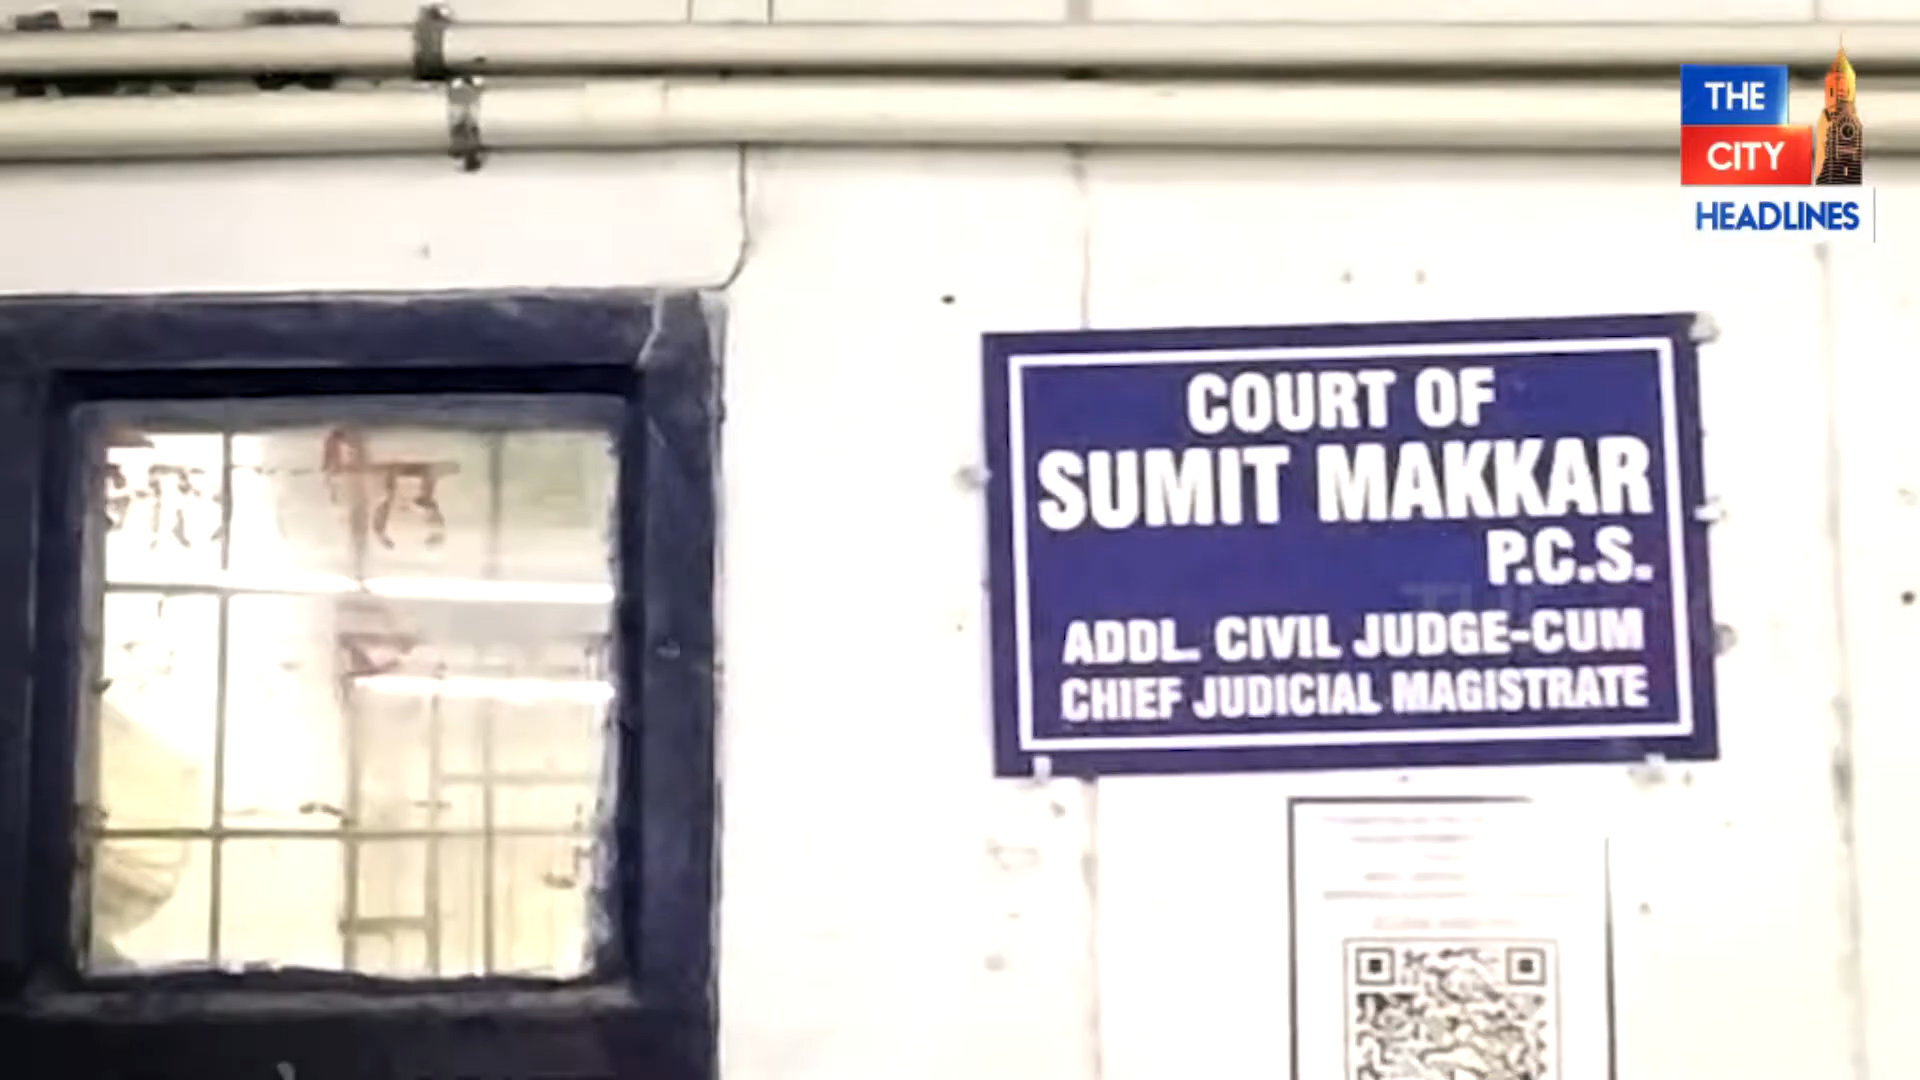 THE
CITY
HEADLINES
COURT OF
SUMIT MAKKAR
P.C.S.
ADDL. CIVIL JUDGE-CUM
CHIEF JUDICIAL MAGISTRATE